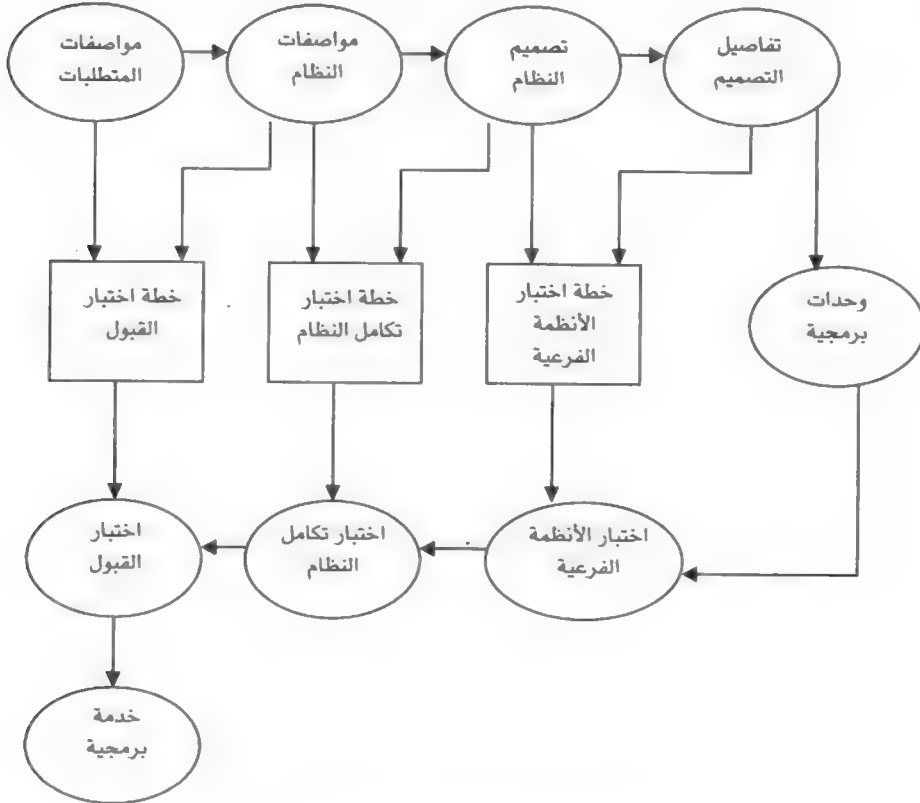 مواصفات
المتطلبات
مواصفات
النظام
تصميم
النظام
تفاصيل
التصميم
خطة اختبار
القبول
خطة اختبار
تكامل النظام
خطة اختبار
الأنظمة
الفرعية
وحدات
برمجية
اختبار
القبول
اختبار تكامل
النظام
اختبار الأنظمة
الفرعية
خدمة
برمجية